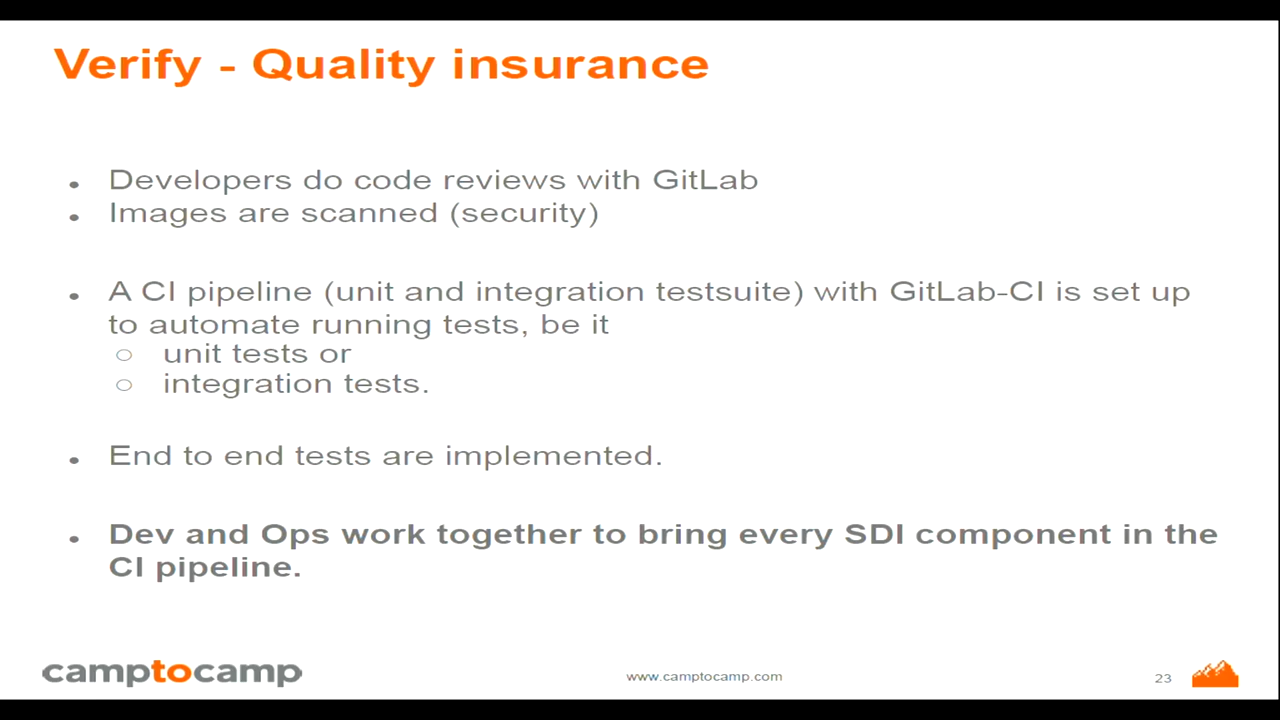 Verify - Quality insurance
• Developers do code reviews with GitLab
• Images are scanned (security)
• A CI pipeline (unit and integration testsuite) with GitLab-CI is set up
to automate running tests, be it
○ unit tests or
○ integration tests.
• End to end tests are implemented.
• Dev and Ops work together to bring every SDI component in the
CI pipeline.
camptocamp
www.camptocamp.com
23